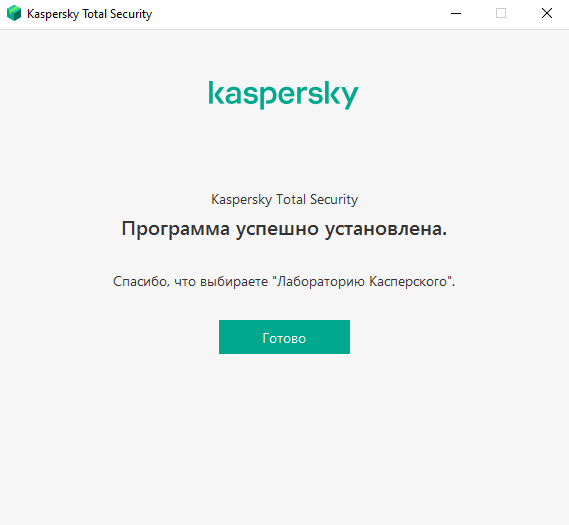 Kaspersky Total Security
kaspersky
Kaspersky Total Security
Программа успешно установлена.
Спасибо, что выбираете "Лабораторию Касперского".
Готово